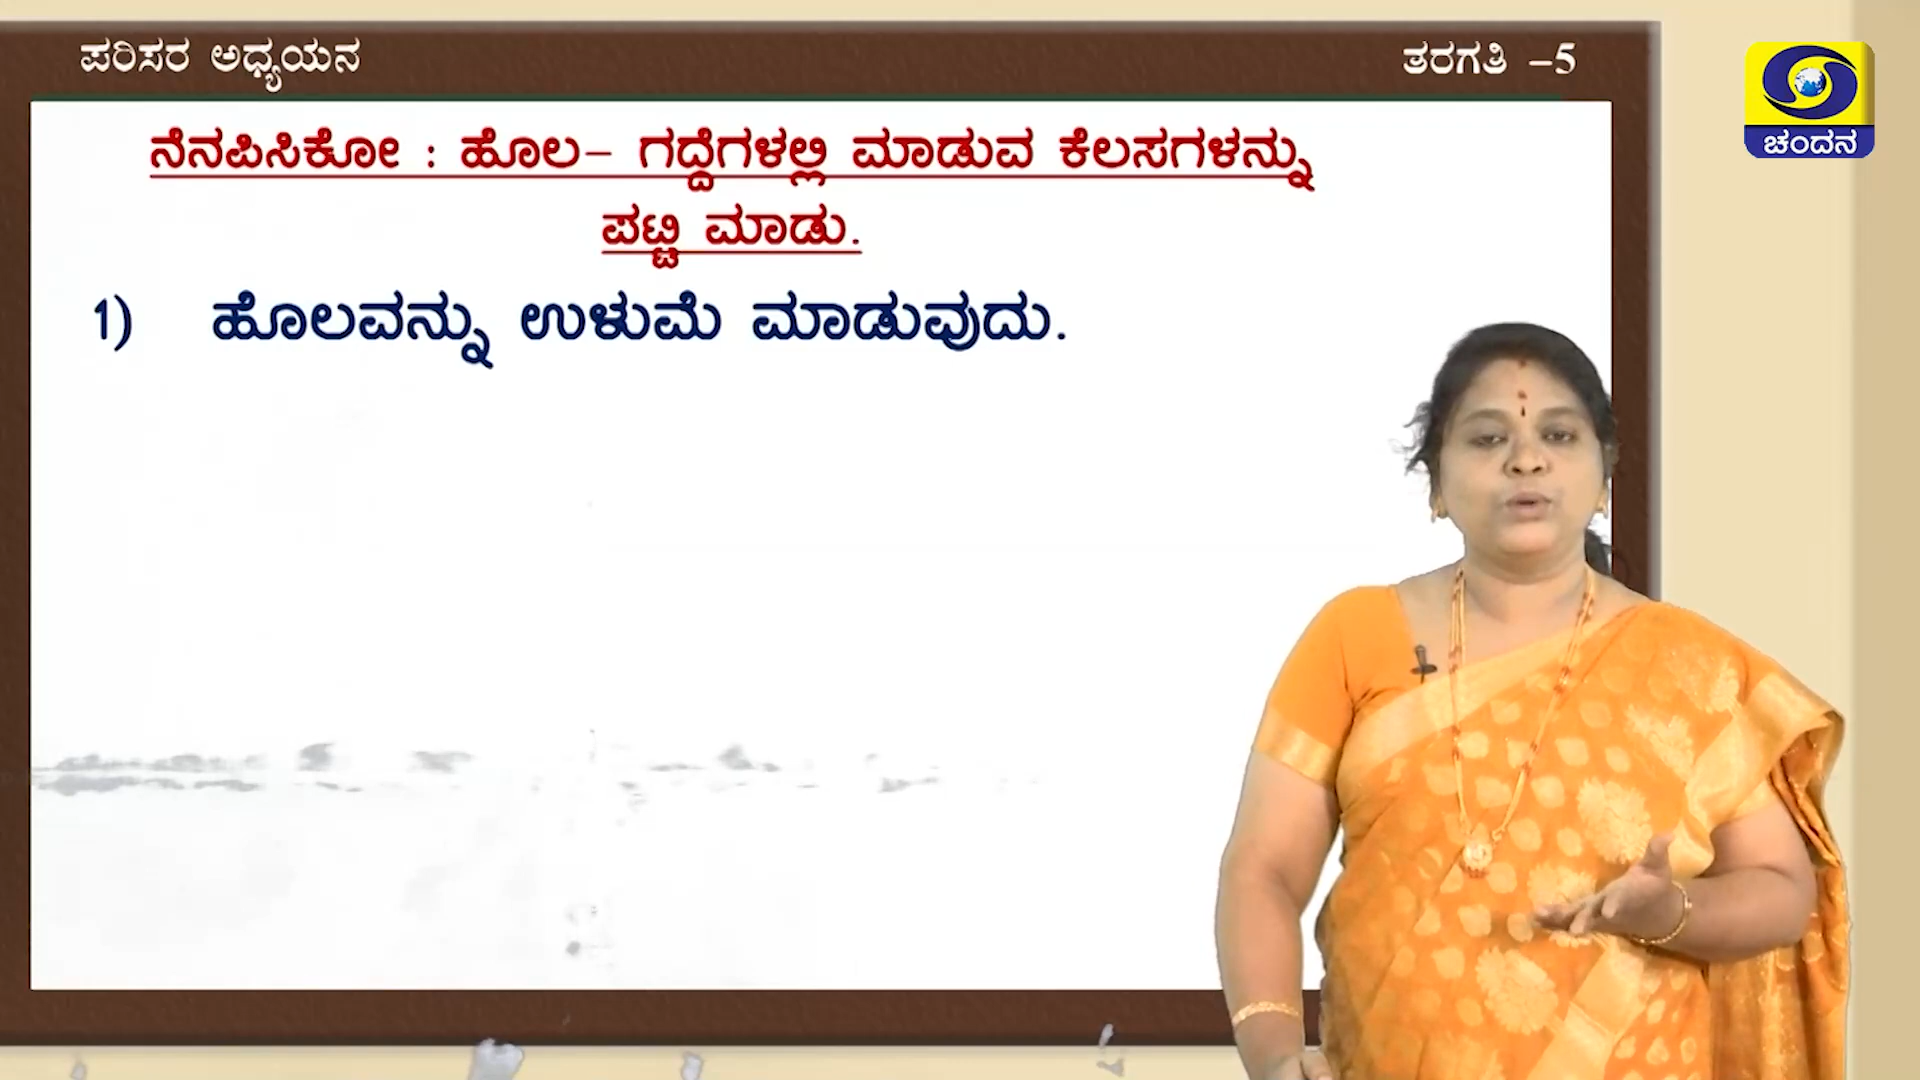 ಪರಿಸರ ಅಧ್ಯಯನ
ತರಗತಿ –5
ಚಂದನ
ನೆನಪಿಸಿಕೋ : ಹೊಲ– ಗದ್ದೆಗಳಲ್ಲಿ ಮಾಡುವ ಕೆಲಸಗಳನ್ನು
ಪಟ್ಟಿ ಮಾಡು.
1) ಹೊಲವನ್ನು ಉಳುಮೆ ಮಾಡುವುದು.